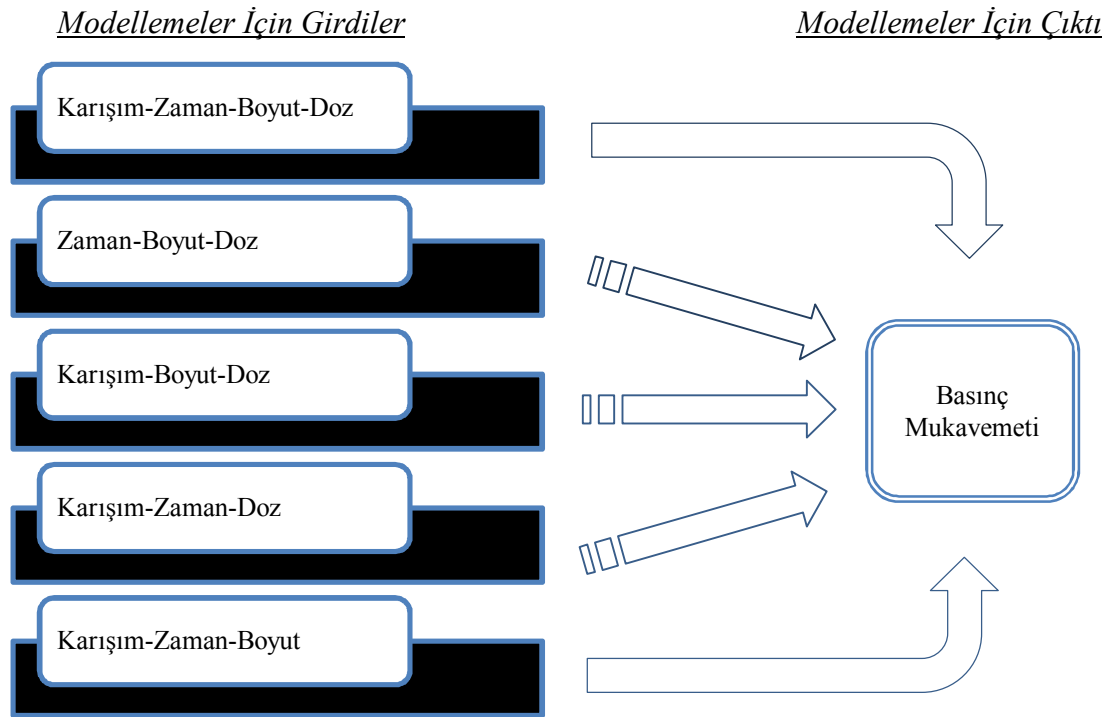 Modellemeler İçin Girdiler
Modellemeler İçin Çıktı
Karışım-Zaman-Boyut-Doz
Zaman-Boyut-Doz
Karışım-Boyut-Doz
Karışım-Zaman-Doz
Karışım-Zaman-Boyut
Basınç
Mukavemeti